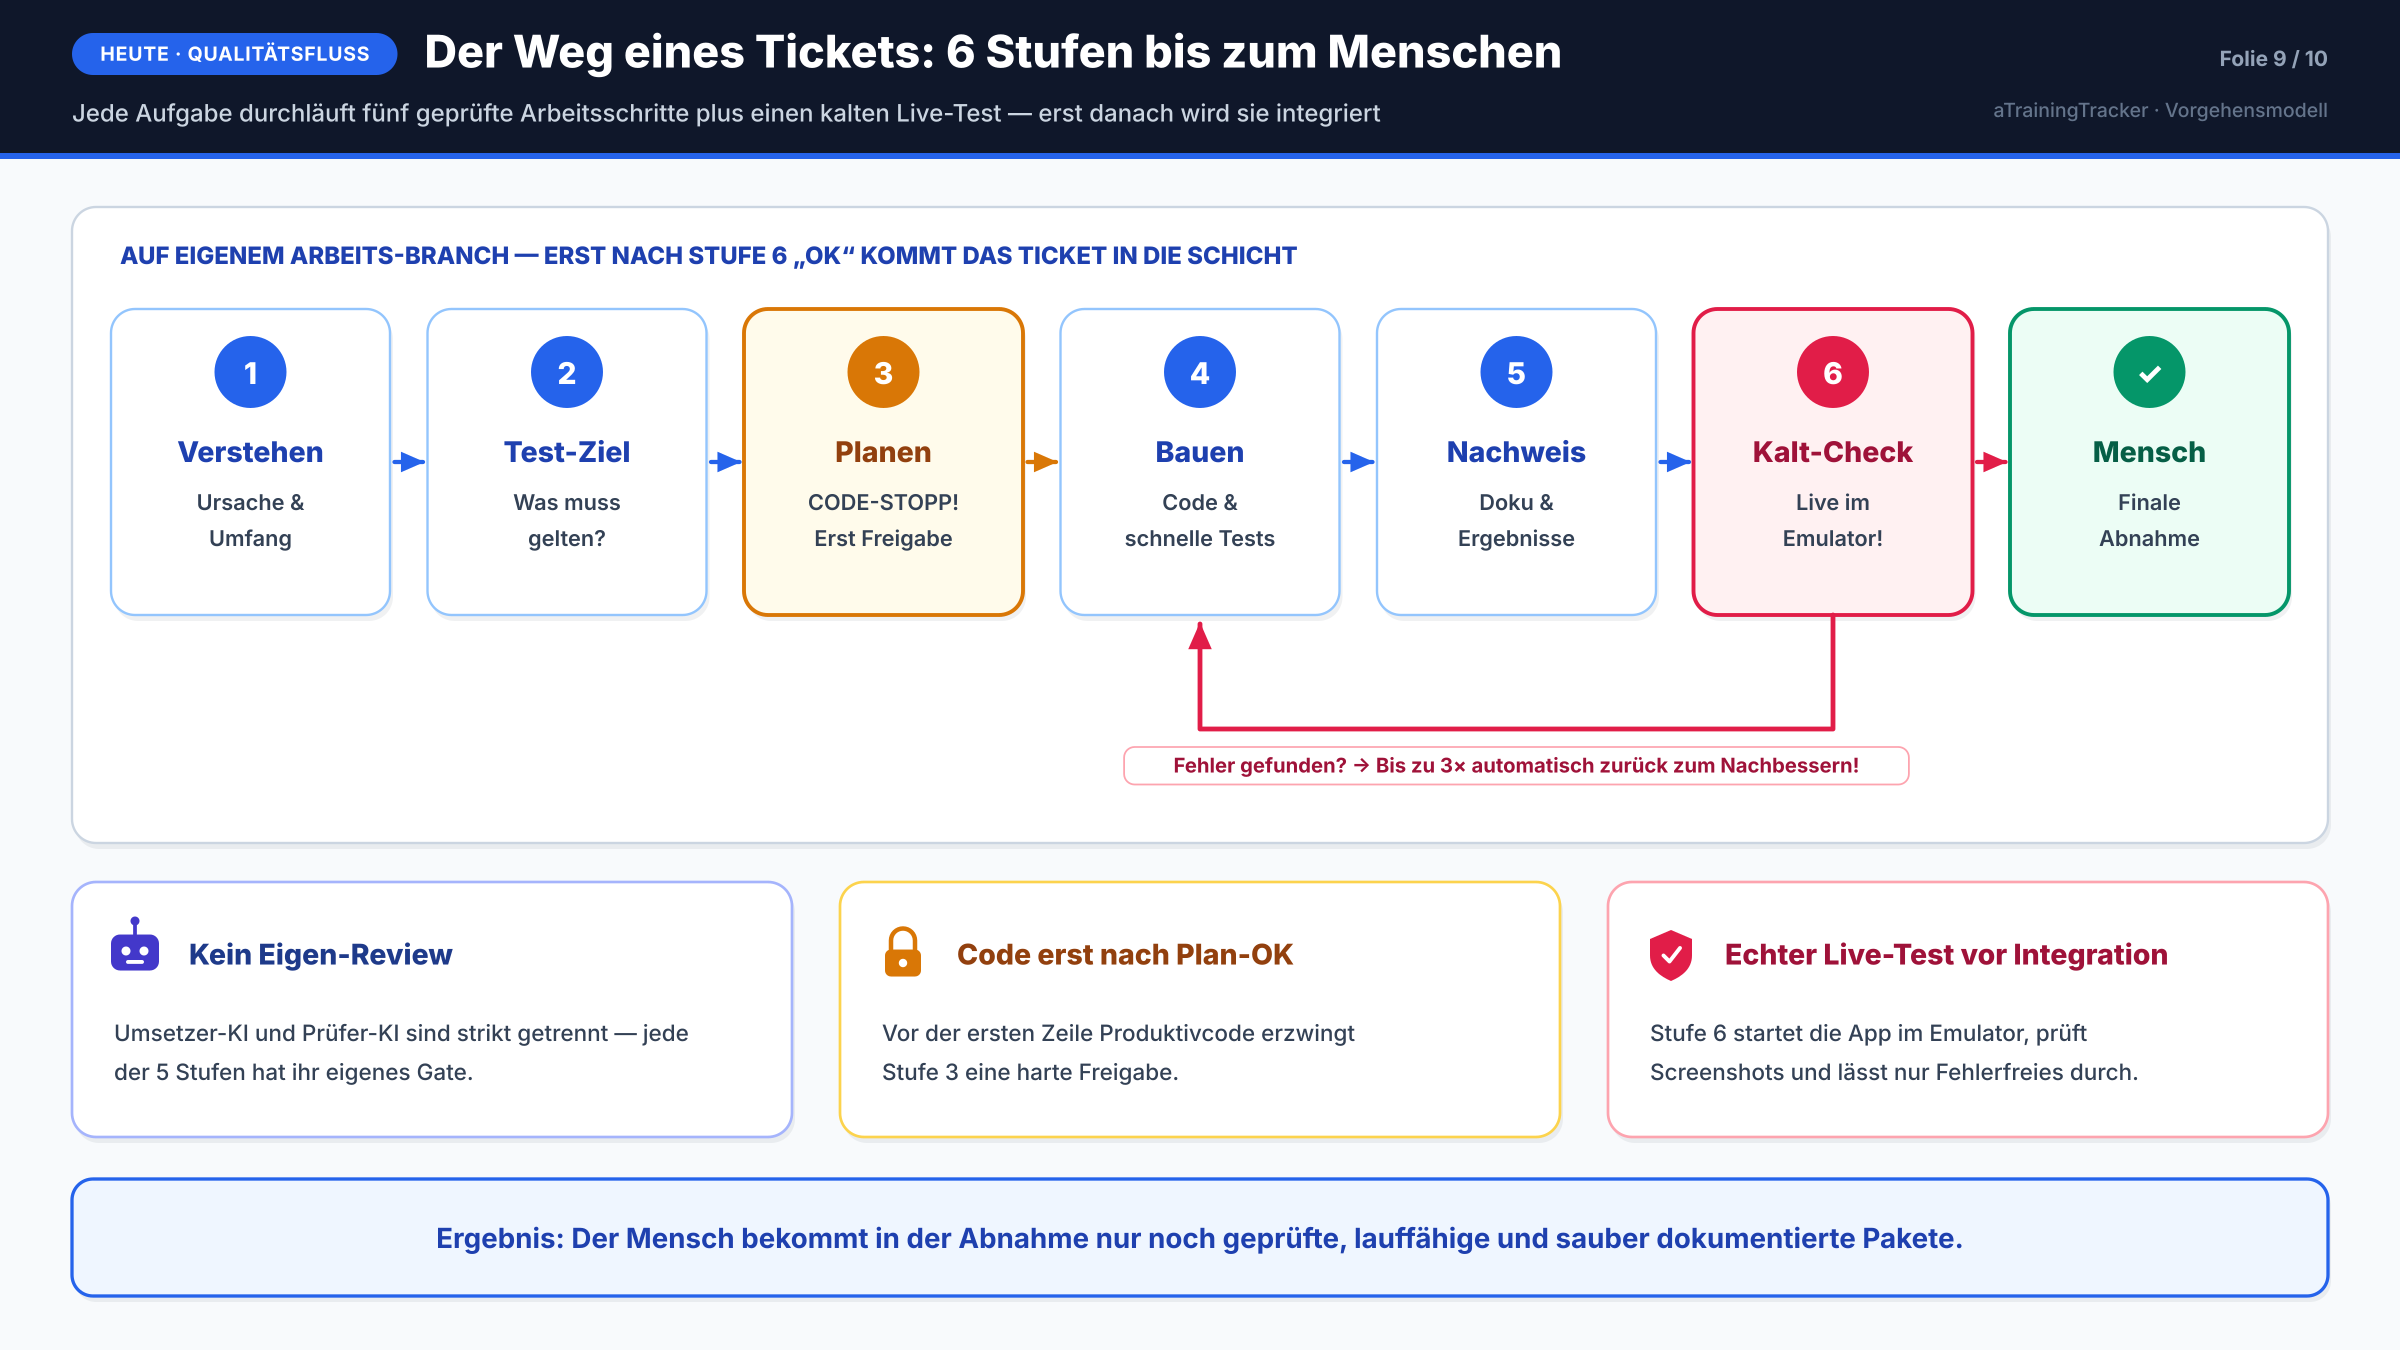 HEUTE · QUALITÄTSFLUSS
Der Weg eines Tickets: 6 Stufen bis zum Menschen
Folie 9 / 10
Jede Aufgabe durchläuft fünf geprüfte Arbeitsschritte plus einen kalten Live-Test — erst danach wird sie integriert
aTrainingTracker · Vorgehensmodell
AUF EIGENEM ARBEITS-BRANCH — ERST NACH STUFE 6 „OK“ KOMMT DAS TICKET IN DIE SCHICHT
1
Verstehen
Ursache &
Umfang
2
Test-Ziel
Was muss
gelten?
3
Planen
CODE-STOPP!
Erst Freigabe
4
Bauen
Code &
schnelle Tests
5
Nachweis
Doku &
Ergebnisse
6
Kalt-Check
Live im
Emulator!
✓
Mensch
Finale
Abnahme
Fehler gefunden? → Bis zu 3× automatisch zurück zum Nachbessern!
Kein Eigen-Review
Umsetzer-KI und Prüfer-KI sind strikt getrennt — jede
der 5 Stufen hat ihr eigenes Gate.
Code erst nach Plan-OK
Vor der ersten Zeile Produktivcode erzwingt
Stufe 3 eine harte Freigabe.
Echter Live-Test vor Integration
Stufe 6 startet die App im Emulator, prüft
Screenshots und lässt nur Fehlerfreies durch.
Ergebnis: Der Mensch bekommt in der Abnahme nur noch geprüfte, lauffähige und sauber dokumentierte Pakete.